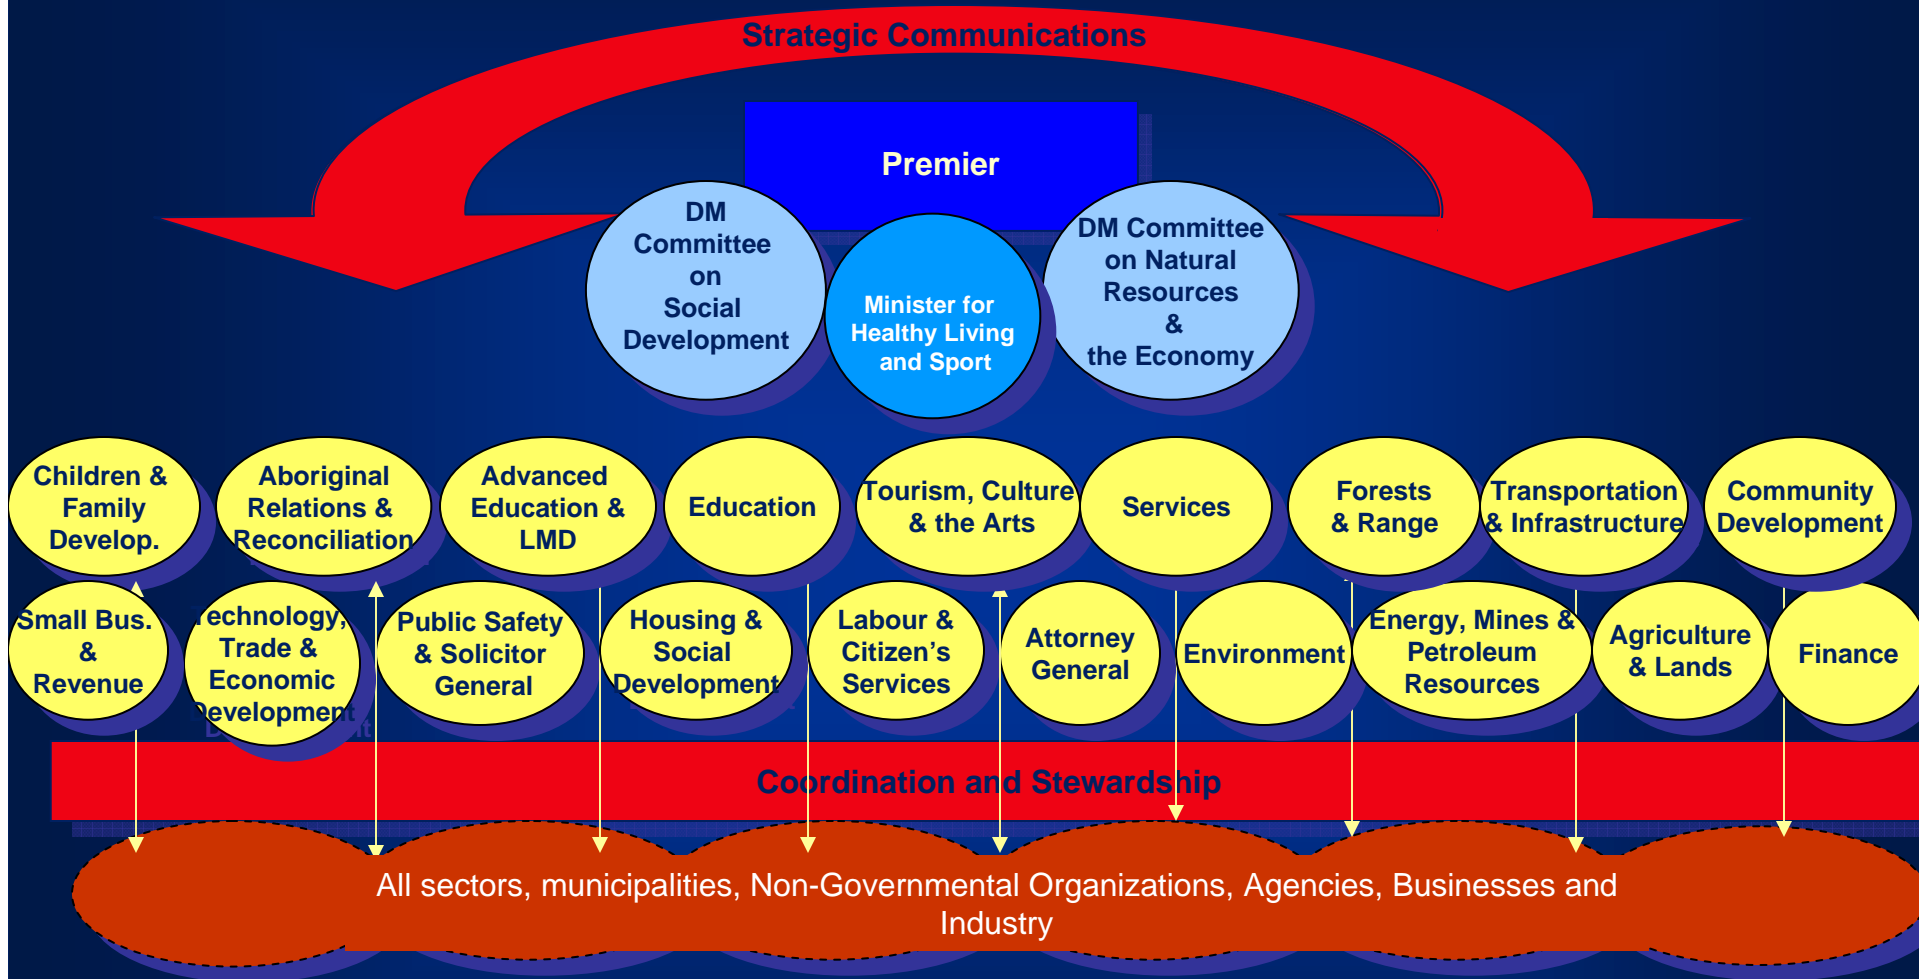 Strategic Communications
Premier
DM
Committee
on
Social
Development
Minister for
Healthy Living
and Sport
DM Committee
on Natural
Resources
&
the Economy
Children &
Family
Develop.
Aboriginal
Relations &
Reconciliation
Advanced
Education &
LMD
Education
Tourism, Culture
& the Arts
Services
Forests
& Range
Transportation
& Infrastructure
Community
Development
Small Bus.
&
Revenue
Technology,
Trade &
Economic
Development
Public Safety
& Solicitor
General
Housing &
Social
Development
Labour &
Citizen's
Services
Attorney
General
Environment
Energy, Mines &
Petroleum
Resources
Agriculture
& Lands
Finance
Coordination and Stewardship
All sectors, municipalities, Non-Governmental Organizations, Agencies, Businesses and
Industry